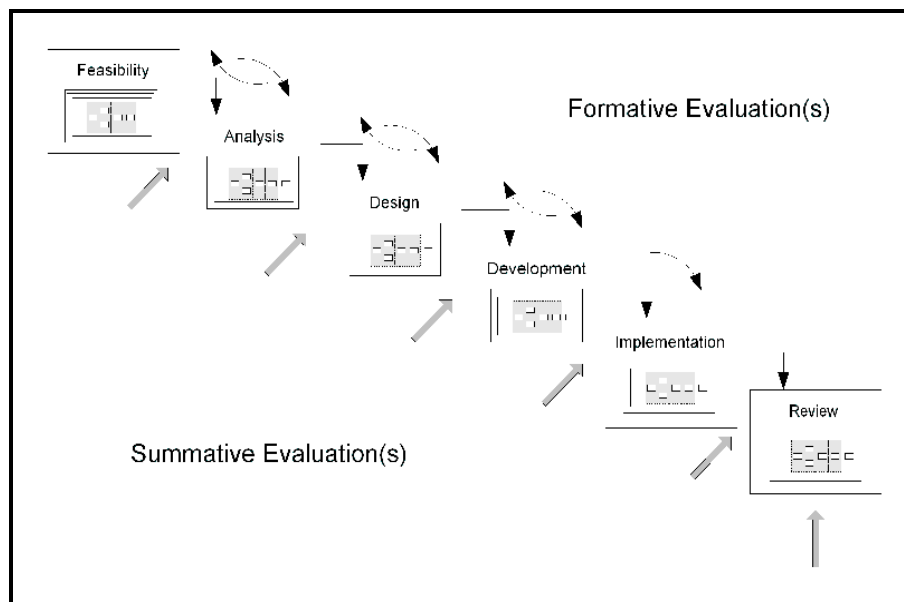 Feasibility
Formative Evaluation(s)
Analysis
Design
Development
Implementation
Review
Summative Evaluation(s)